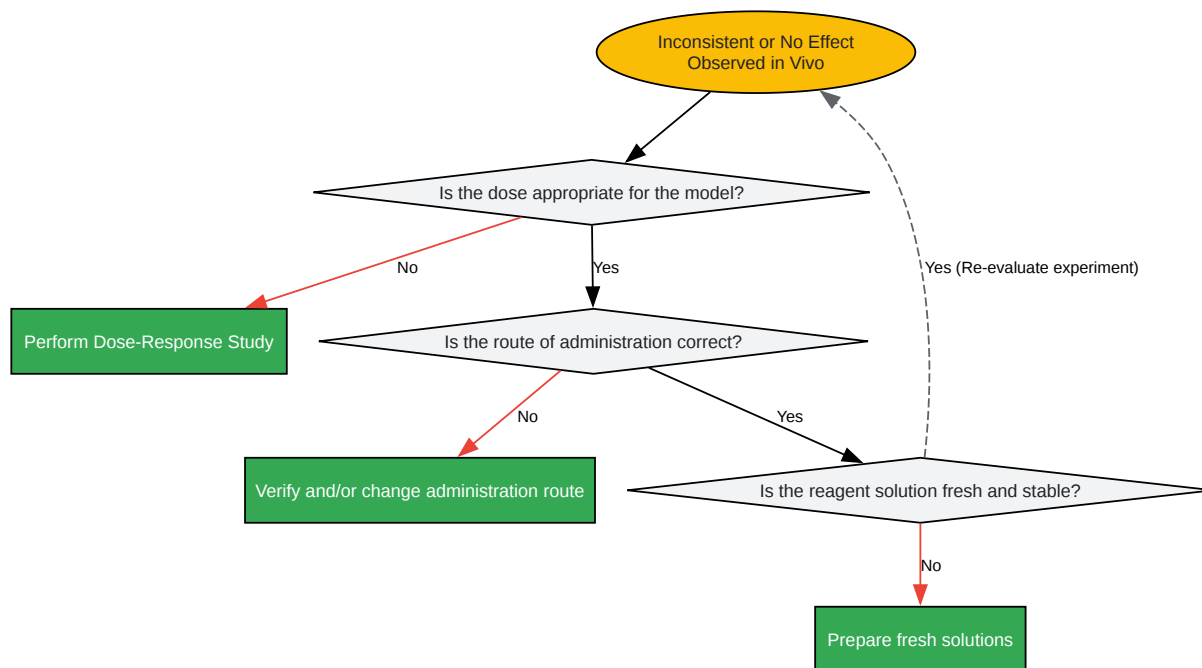 Inconsistent or No Effect
Observed in Vivo
Is the dose appropriate for the model?
No
Yes
Yes (Re-evaluate experiment)
Perform Dose-Response Study
Is the route of administration correct?
No
Yes
Verify and/or change administration route
Is the reagent solution fresh and stable?
No
Prepare fresh solutions